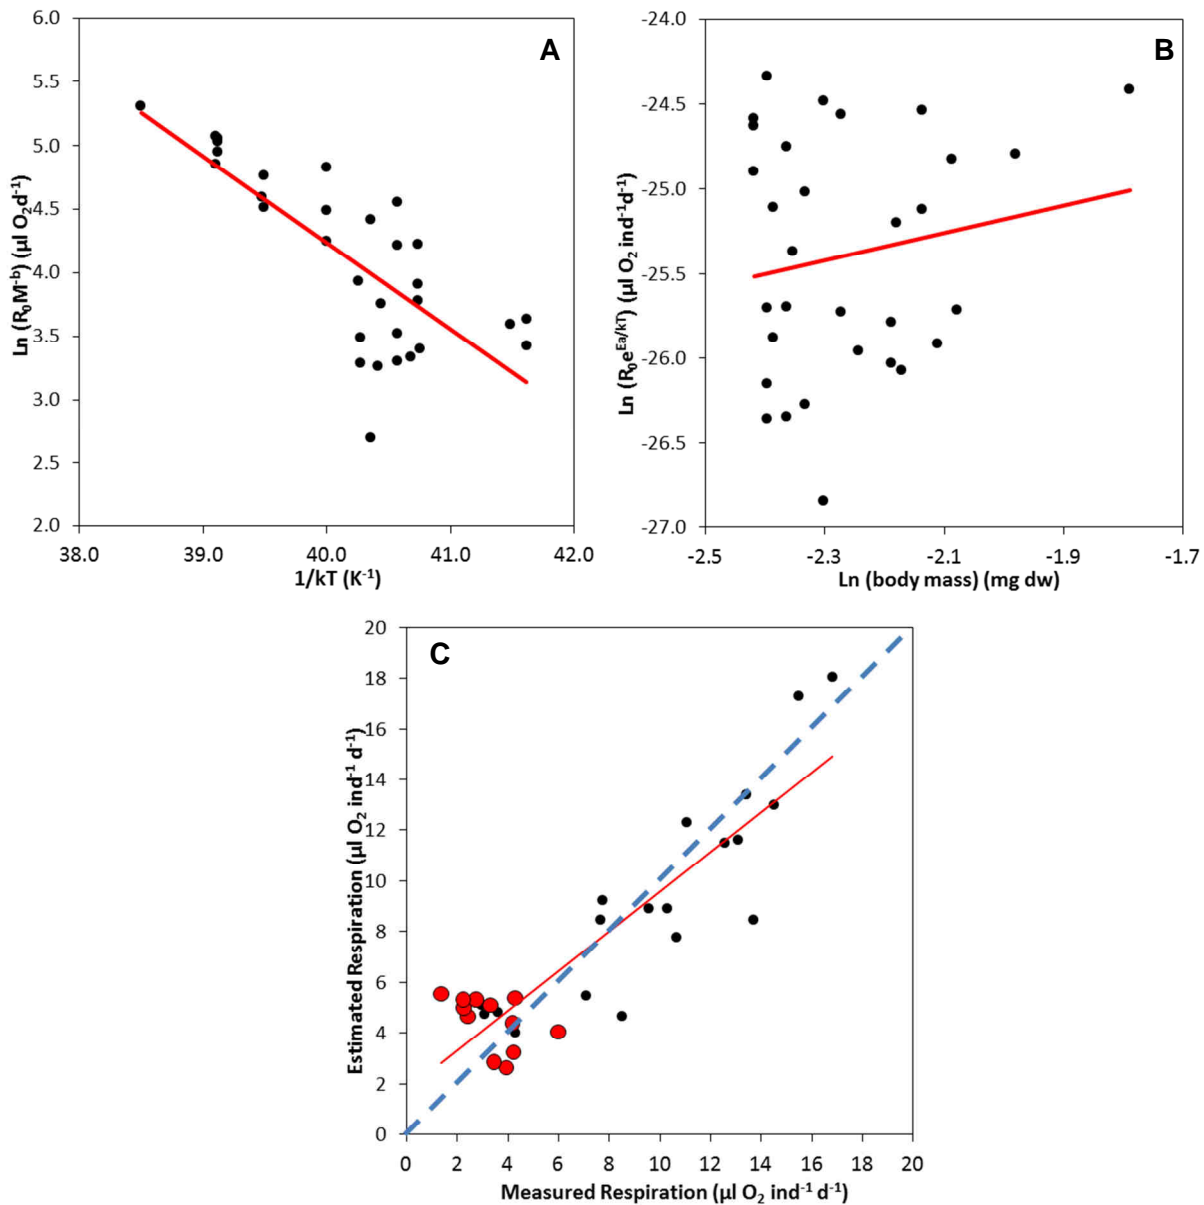 A
Ln (R₀M⁻ᵇ) (µl O₂d⁻¹)
6.0
5.5
5.0
4.5
4.0
3.5
3.0
2.5
2.0
38.0 39.0 40.0 41.0 42.0
1/kT (K⁻¹)
B
Ln (R₀e^Ea/kT) (µl O₂ ind⁻¹d⁻¹)
-24.0
-24.5
-25.0
-25.5
-26.0
-26.5
-27.0
-2.5 -2.3 -2.1 -1.9 -1.7
Ln (body mass) (mg dw)
C
Estimated Respiration (µl O₂ ind⁻¹ d⁻¹)
20
18
16
14
12
10
8
6
4
2
0
0 2 4 6 8 10 12 14 16 18 20
Measured Respiration (µl O₂ ind⁻¹ d⁻¹)